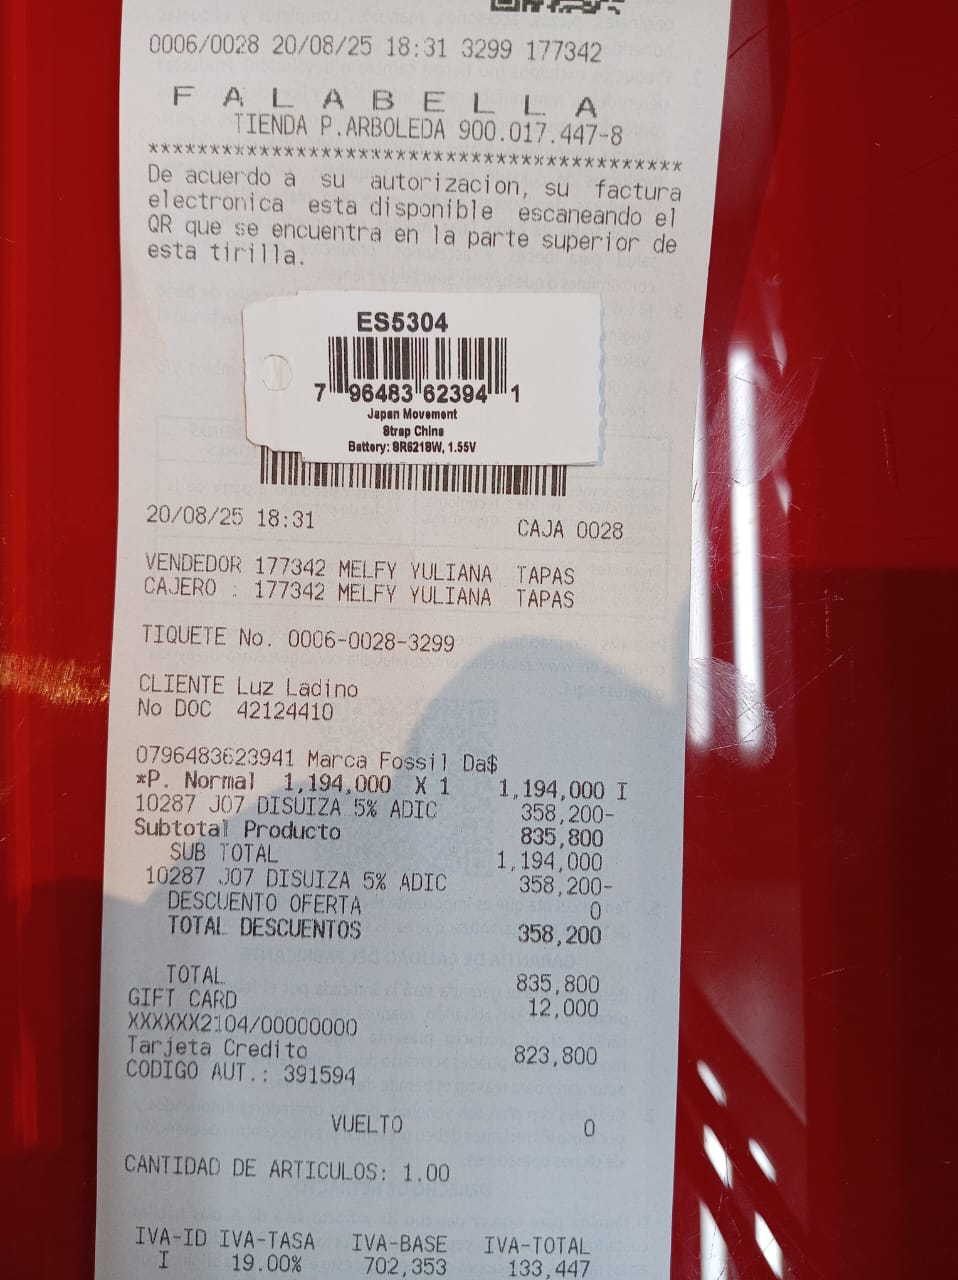 0006/0028 20/08/25 18:31 3299 177342
F A L A B E L L A
TIENDA P.ARBOLEDA 900.017.447-8
*******************************************
De acuerdo a su autorizacion, su factura
electronica esta disponible escaneando el
QR que se encuentra en la parte superior de
esta tirilla.
ES5304
7 96483 62394 1
Japan Movement
Strap China
Battery: SR621SW, 1.55V
20/08/25 18:31 CAJA 0028
VENDEDOR 177342 MELFY YULIANA TAPAS
CAJERO : 177342 MELFY YULIANA TAPAS
TIQUETE No. 0006-0028-3299
CLIENTE Luz Ladino
No DOC 42124410
0796483623941 Marca Fossil Da$
*P. Normal 1,194,000 X 1 1,194,000 I
10287 J07 DISUIZA 5% ADIC 358,200-
Subtotal Producto 835,800
SUB TOTAL 1,194,000
10287 J07 DISUIZA 5% ADIC 358,200-
DESCUENTO OFERTA 0
TOTAL DESCUENTOS 358,200
TOTAL 835,800
GIFT CARD 12,000
XXXXXX2104/00000000
Tarjeta Credito 823,800
CODIGO AUT.: 391594
VUELTO 0
CANTIDAD DE ARTICULOS: 1.00
IVA-ID IVA-TASA IVA-BASE IVA-TOTAL
I 19.00% 702,353 133,447